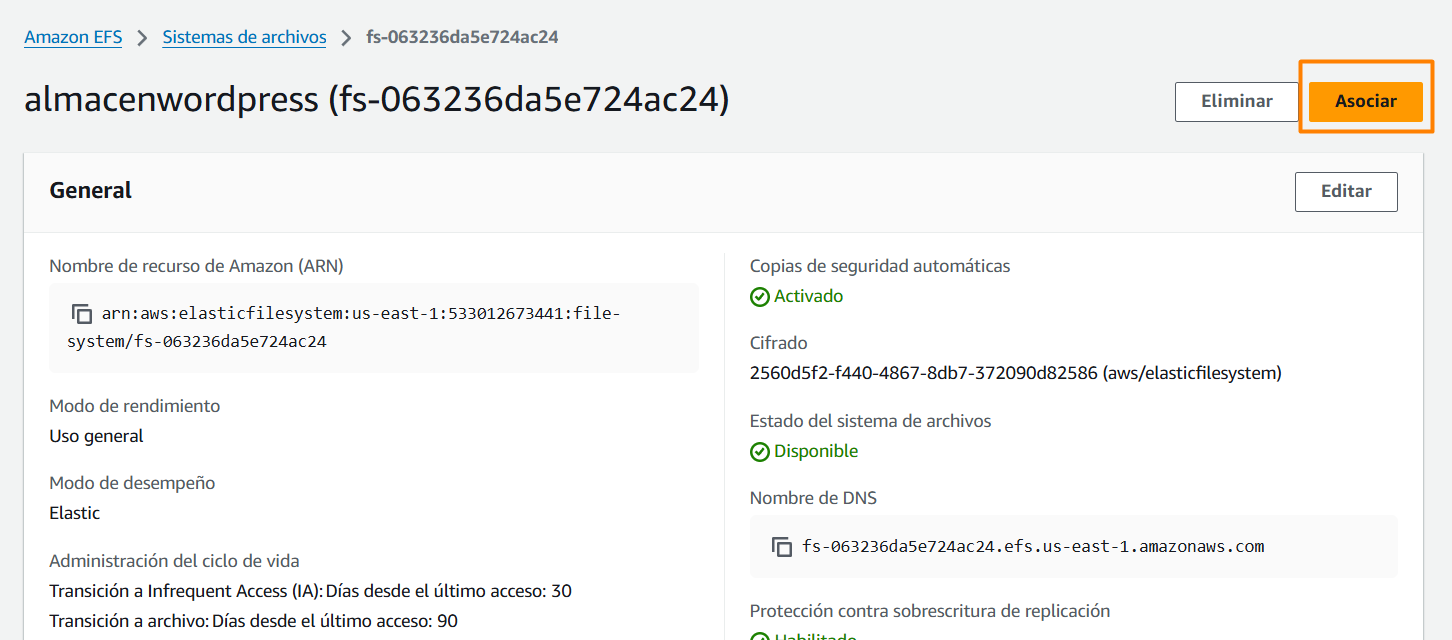 Amazon EFS > Sistemas de archivos > fs-063236da5e724ac24
almacenwordpress (fs-063236da5e724ac24)
Eliminar
Asociar
General
Editar
Nombre de recurso de Amazon (ARN)
arn:aws:elasticfilesystem:us-east-1:533012673441:file-
system/fs-063236da5e724ac24
Modo de rendimiento
Uso general
Modo de desempeño
Elastic
Administración del ciclo de vida
Transición a Infrequent Access (IA): Días desde el último acceso: 30
Transición a archivo: Días desde el último acceso: 90
Copias de seguridad automáticas
Activado
Cifrado
2560d5f2-f440-4867-8db7-372090d82586 (aws/elasticfilesystem)
Estado del sistema de archivos
Disponible
Nombre de DNS
fs-063236da5e724ac24.efs.us-east-1.amazonaws.com
Protección contra sobrescritura de replicación
Habilitado